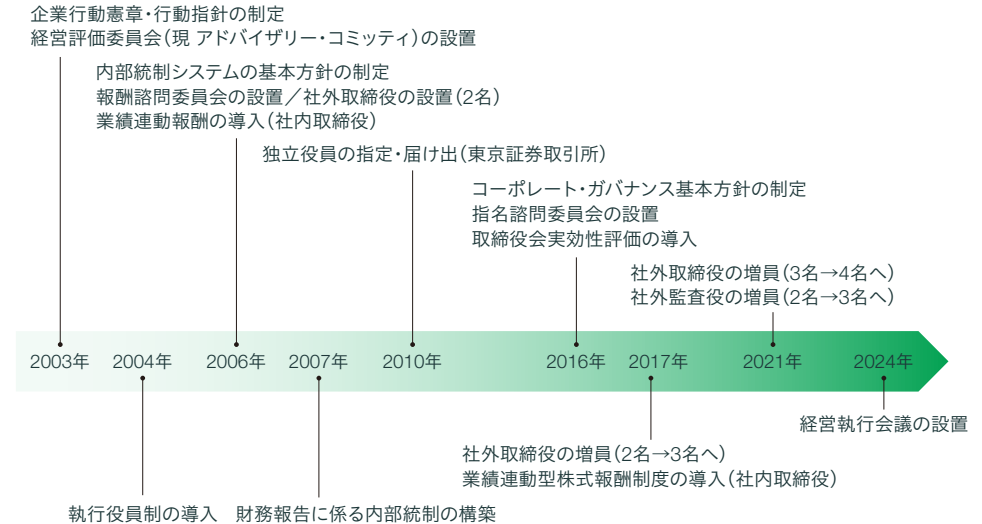 企業行動憲章・行動指針の制定
経営評価委員会(現 アドバイザリー・コミッティ)の設置
内部統制システムの基本方針の制定
報酬諮問委員会の設置／社外取締役の設置(2名)
業績連動報酬の導入(社内取締役)
独立役員の指定・届け出(東京証券取引所)
コーポレート・ガバナンス基本方針の制定
指名諮問委員会の設置
取締役会実効性評価の導入
社外取締役の増員(3名→4名へ)
社外監査役の増員(2名→3名へ)
2003年 2004年 2006年 2007年 2010年 2016年 2017年 2021年 2024年
経営執行会議の設置
社外取締役の増員(2名→3名へ)
業績連動型株式報酬制度の導入(社内取締役)
執行役員制の導入 財務報告に係る内部統制の構築